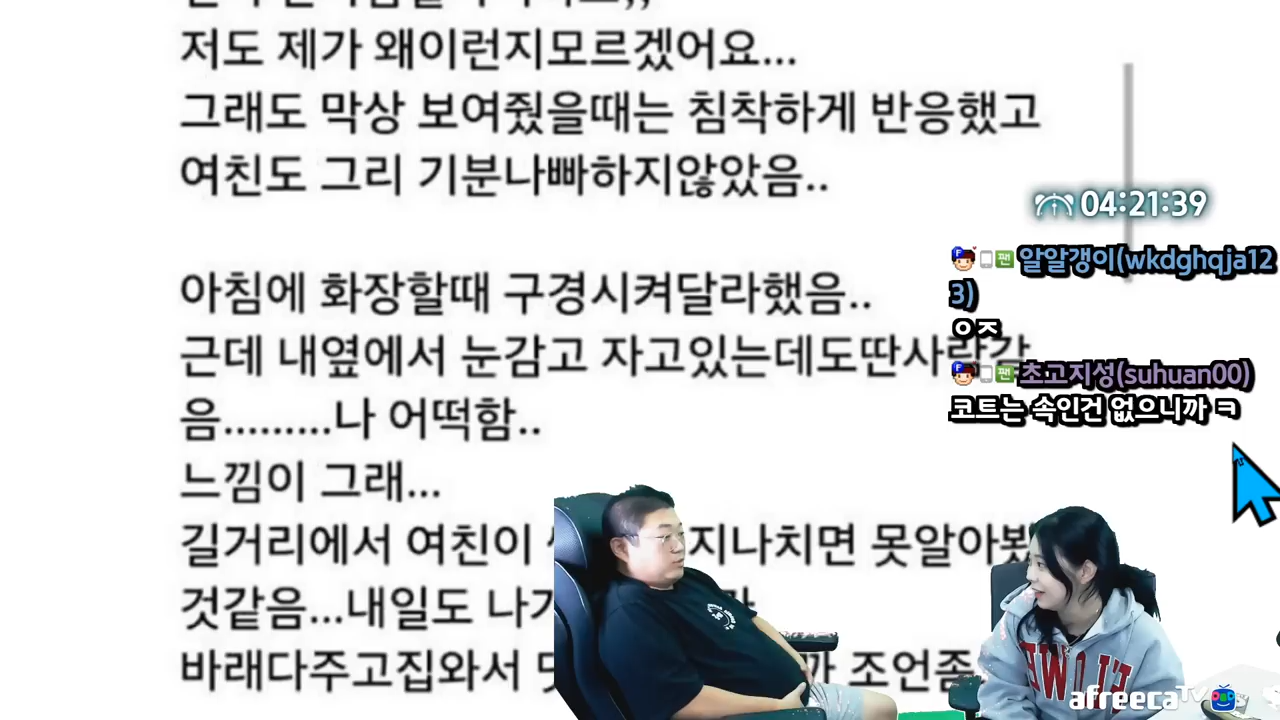 저도 제가 왜이런지모르겠어요...
그래도 막상 보여줬을때는 침착하게 반응했고
여친도 그리 기분나빠하지않았음..
04:21:39
알알갱이(wkdghqja12
3)
ㅇㅈ
아침에 화장할때 구경시켜달라했음..
근데 내옆에서 눈감고 자고있는데도딴사람같
음.........나 어떡함..
초고지성(suhuan00)
코트는 속인건 없으니까 ㅋ
느낌이 그래...
길거리에서 여친이 지나치면 못알아봤
것같음...내일도
바래다주고집와서 조언좀
FLOWE
afreecaTV